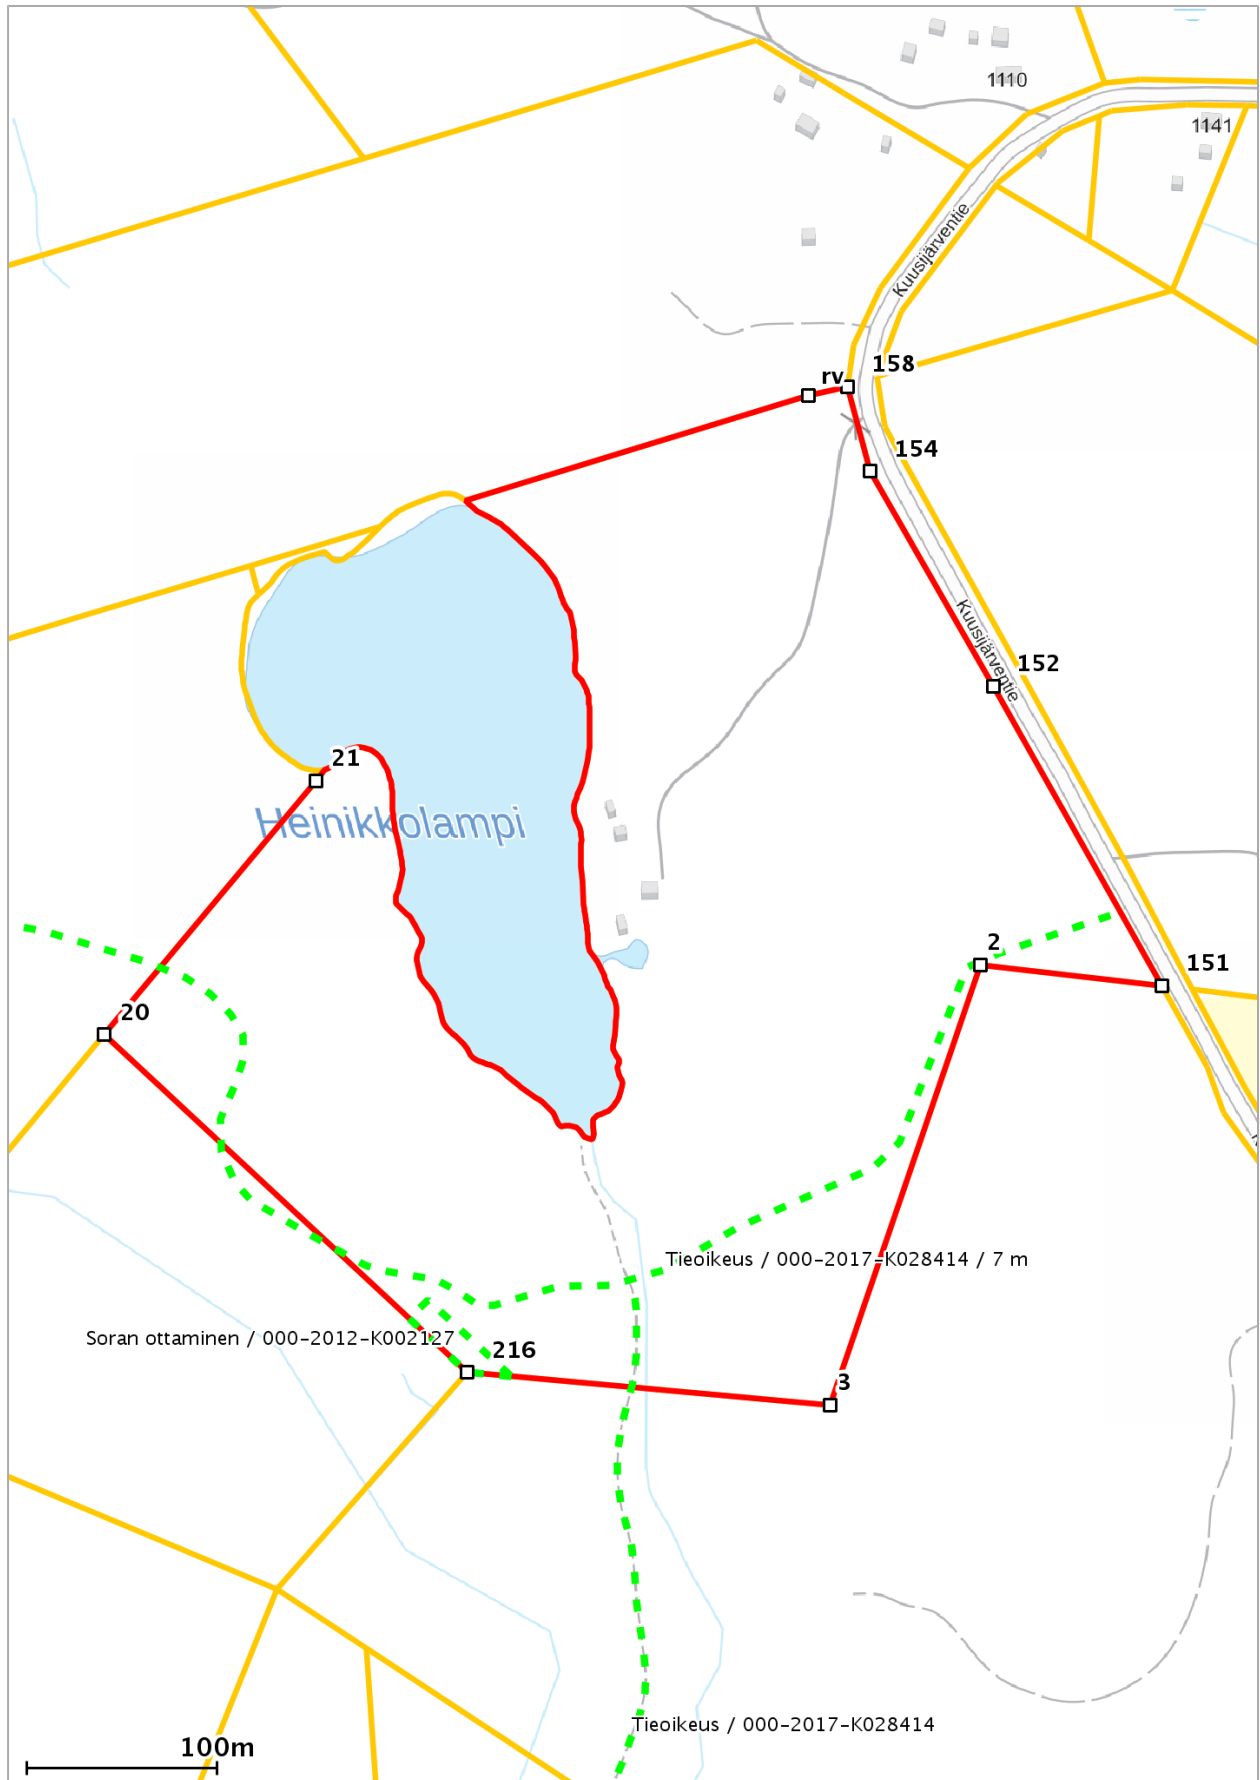 1110
1141
Kuusijärventie
158
rv
154
Kuusijärventie
152
21
Heinikkolampi
2
151
20
Tieoikeus / 000-2017-K028414 / 7 m
Soran ottaminen / 000-2012-K002127
216
3
Tieoikeus / 000-2017-K028414
100m